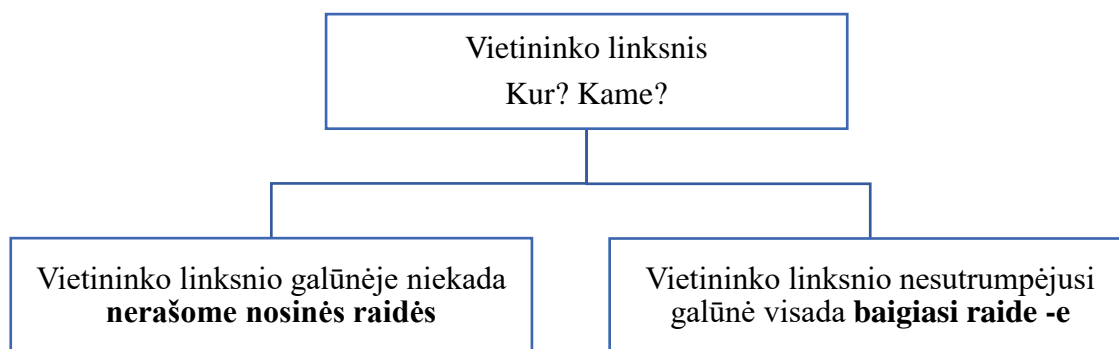 Vietininko linksnis
Kur? Kame?
Vietininko linksnio galūnėje niekada
nerašome nosinės raidės
Vietininko linksnio nesutrumpėjusi
galūnė visada baigiasi raide -e